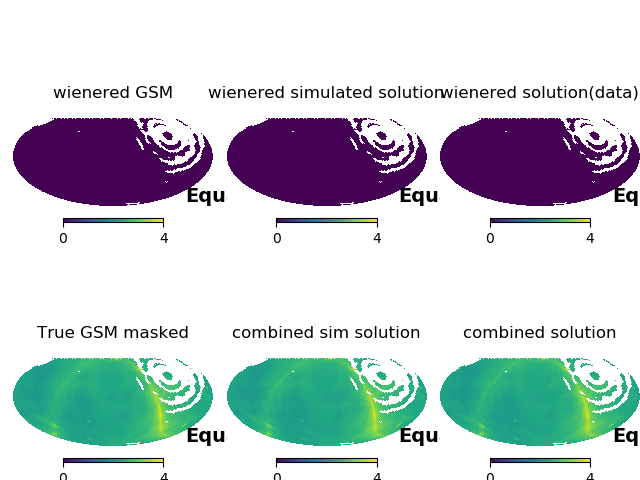 wienered GSM
wienered simulated solution
wienered solution(data)
Equ
Equ
Eq
0 4
0 4
0 4
True GSM masked
combined sim solution
combined solution
Equ
Equ
Eq
0 4
0 4
0 4